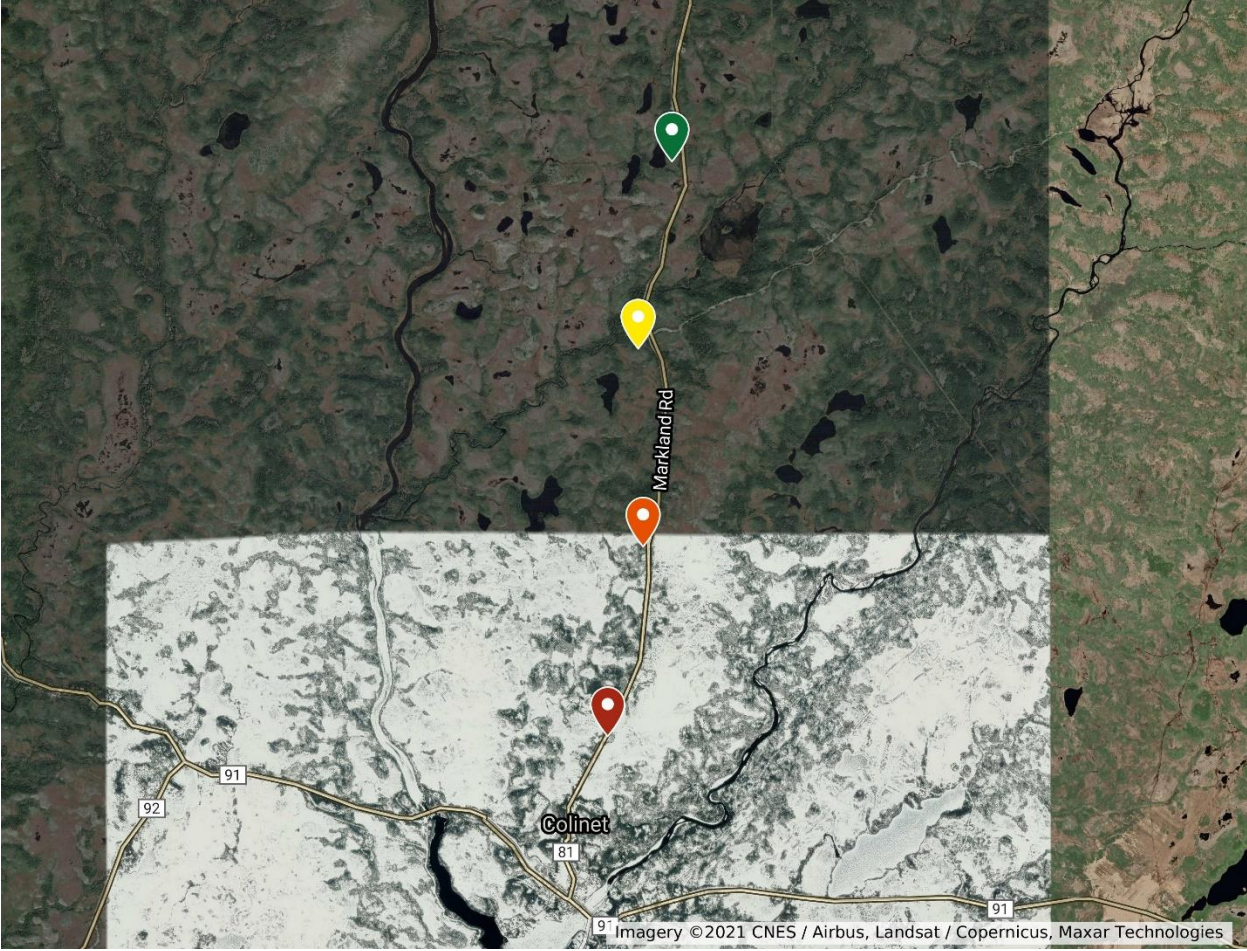 Markland Rd
91
92
Colinet
81
91
91
Imagery ©2021 CNES / Airbus, Landsat / Copernicus, Maxar Technologies